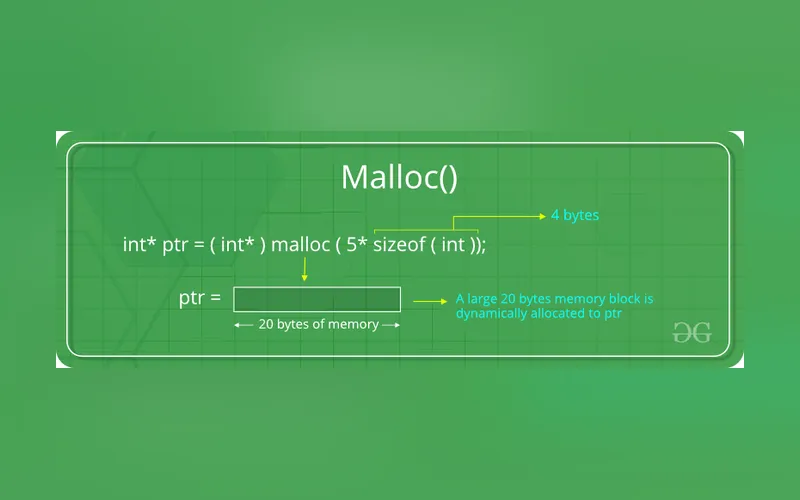 Malloc()
4 bytes
int* ptr = ( int* ) malloc ( 5* sizeof ( int ));
ptr =
A large 20 bytes memory block is
dynamically allocated to ptr
20 bytes of memory